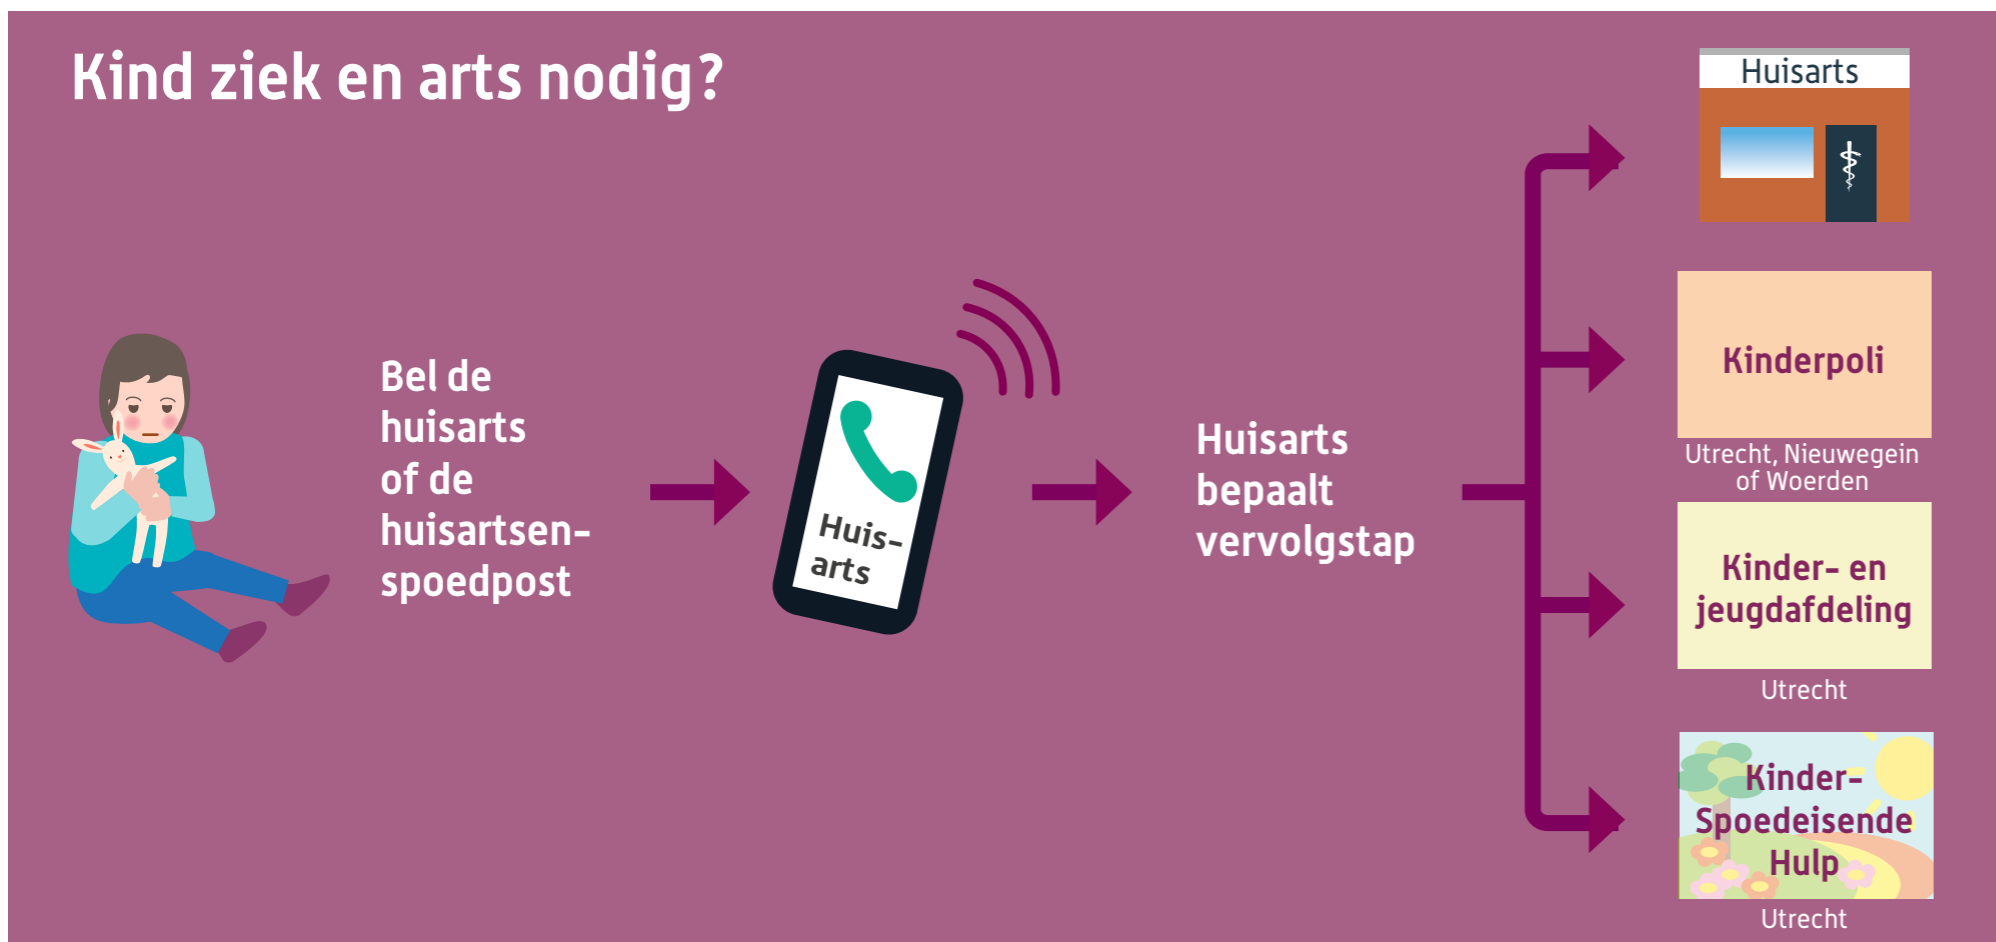 Kind ziek en arts nodig?
Bel de
huisarts
of de
huisartsen-
spoedpost
Huis-
arts
Huisarts
bepaalt
vervolgstap
Huisarts
Kinderpoli
Utrecht, Nieuwegein
of Woerden
Kinder- en
jeugdafdeling
Utrecht
Kinder-
Spoedeisende
Hulp
Utrecht